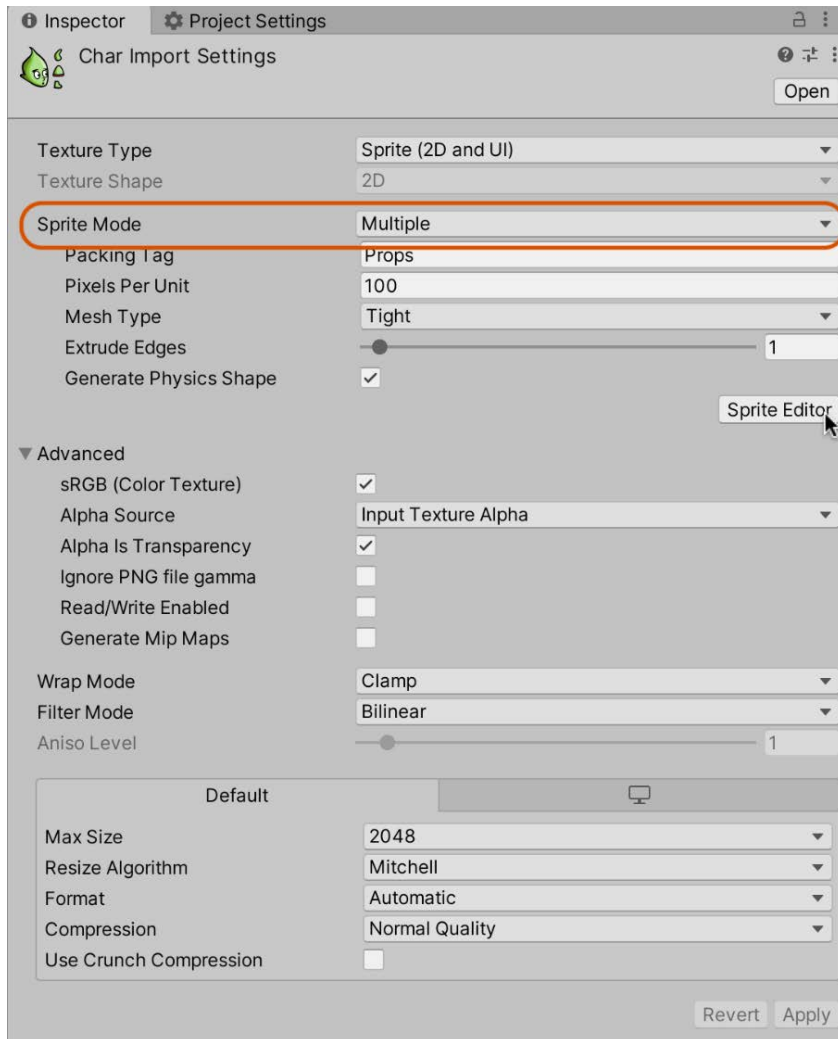 Inspector Project Settings
Char Import Settings
Open
Texture Type Sprite (2D and UI)
Texture Shape 2D
Sprite Mode Multiple
Packing Tag Props
Pixels Per Unit 100
Mesh Type Tight
Extrude Edges 1
Generate Physics Shape
Sprite Editor
Advanced
sRGB (Color Texture)
Alpha Source Input Texture Alpha
Alpha Is Transparency
Ignore PNG file gamma
Read/Write Enabled
Generate Mip Maps
Wrap Mode Clamp
Filter Mode Bilinear
Aniso Level 1
Default
Max Size 2048
Resize Algorithm Mitchell
Format Automatic
Compression Normal Quality
Use Crunch Compression
Revert Apply